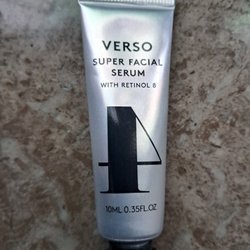 VERSO
SUPER FACIAL
SERUM
WITH RETINOL 8
4
10ML 0.35FL.OZ